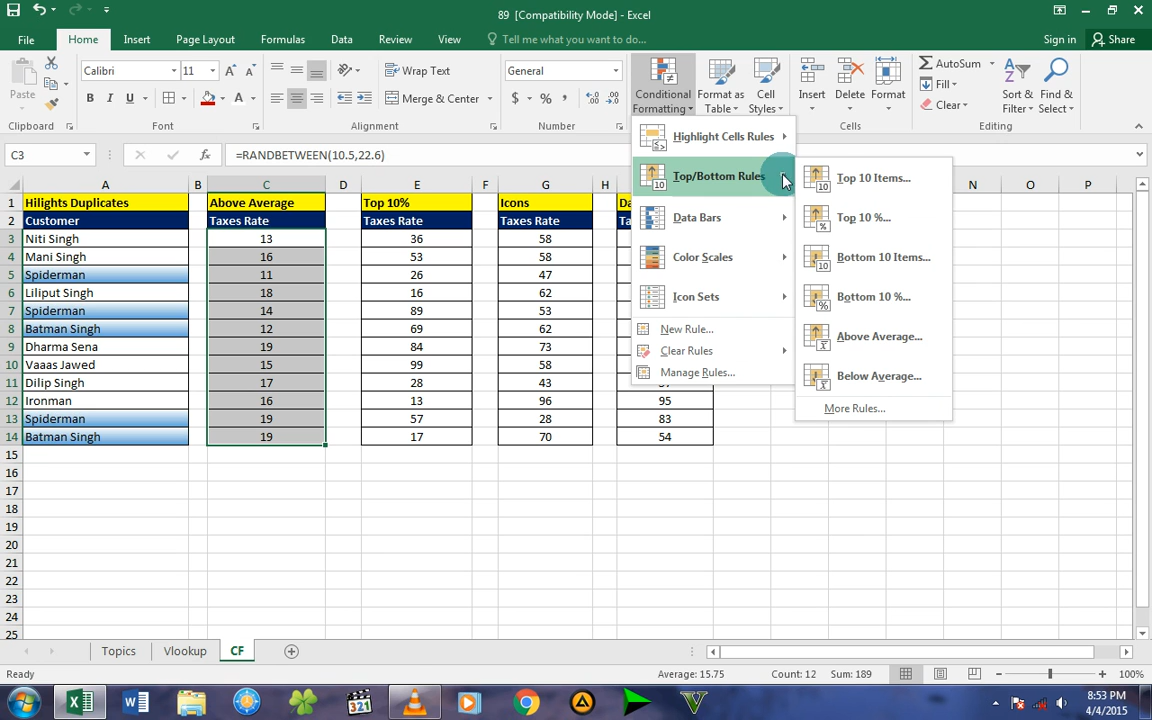 89 [Compatibility Mode] - Excel
File Home Insert Page Layout Formulas Data Review View Tell me what you want to do... Sign in Share
Paste Calibri 11 Wrap Text General Conditional Formatting Format as Table Cell Styles Insert Delete Format AutoSum Sort & Filter Find & Select
B I U A Merge & Center $ % , Fill
Clear
Clipboard Font Alignment Number Cells Editing
C3 fx =RANDBETWEEN(10.5,22.6)
Highlight Cells Rules
Top/Bottom Rules
Data Bars
Color Scales
Icon Sets
New Rule...
Clear Rules
Manage Rules...
Top 10 Items...
Top 10 %...
Bottom 10 Items...
Bottom 10 %...
Above Average...
Below Average...
More Rules...
A B C D E F G H N O P
1 Hilights Duplicates Above Average Top 10% Icons
2 Customer Taxes Rate Taxes Rate Taxes Rate
3 Niti Singh 13 36 58
4 Mani Singh 16 53 58
5 Spiderman 11 26 47
6 Liliput Singh 18 16 62
7 Spiderman 14 89 53
8 Batman Singh 12 69 62
9 Dharma Sena 19 84 73
10 Vaaas Jawed 15 99 58
11 Dilip Singh 17 28 43
12 Ironman 16 13 96 95
13 Spiderman 19 57 28 83
14 Batman Singh 19 17 70 54
15
16
17
18
19
20
21
22
23
24
25
Topics Vlookup CF
Ready Average: 15.75 Count: 12 Sum: 189 100%
8:53 PM
4/4/2015